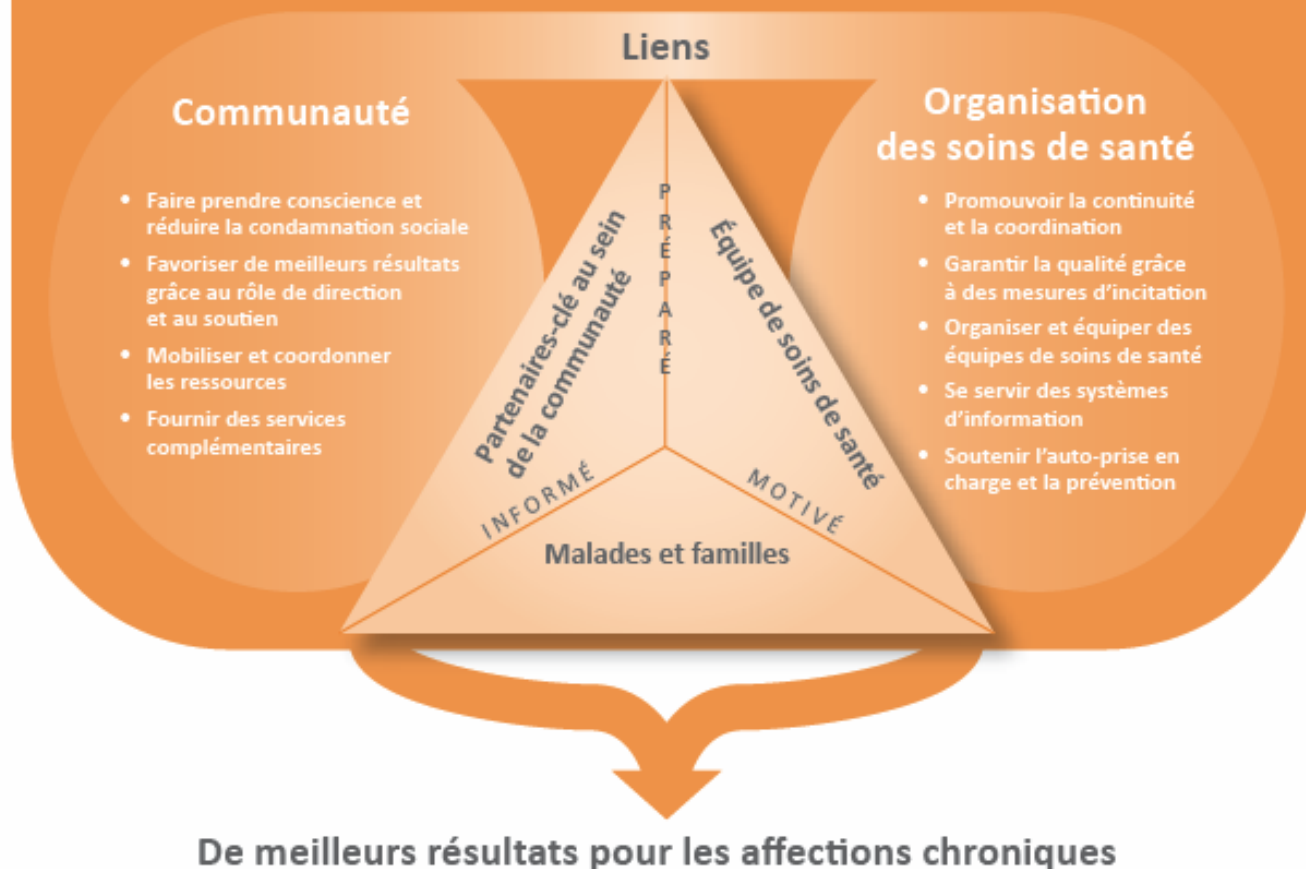 Liens
Communauté
• Faire prendre conscience et
réduire la condamnation sociale
• Favoriser de meilleurs résultats
grâce au rôle de direction
et au soutien
• Mobiliser et coordonner
les ressources
• Fournir des services
complémentaires
Partenaires-clé au sein
de la communauté
PRÉPARÉ
Équipe de soins de santé
INFORMÉ
MOTIVÉ
Malades et familles
Organisation
des soins de santé
• Promouvoir la continuité
et la coordination
• Garantir la qualité grâce
à des mesures d’incitation
• Organiser et équiper des
équipes de soins de santé
• Se servir des systèmes
d’information
• Soutenir l’auto-prise en
charge et la prévention
De meilleurs résultats pour les affections chroniques